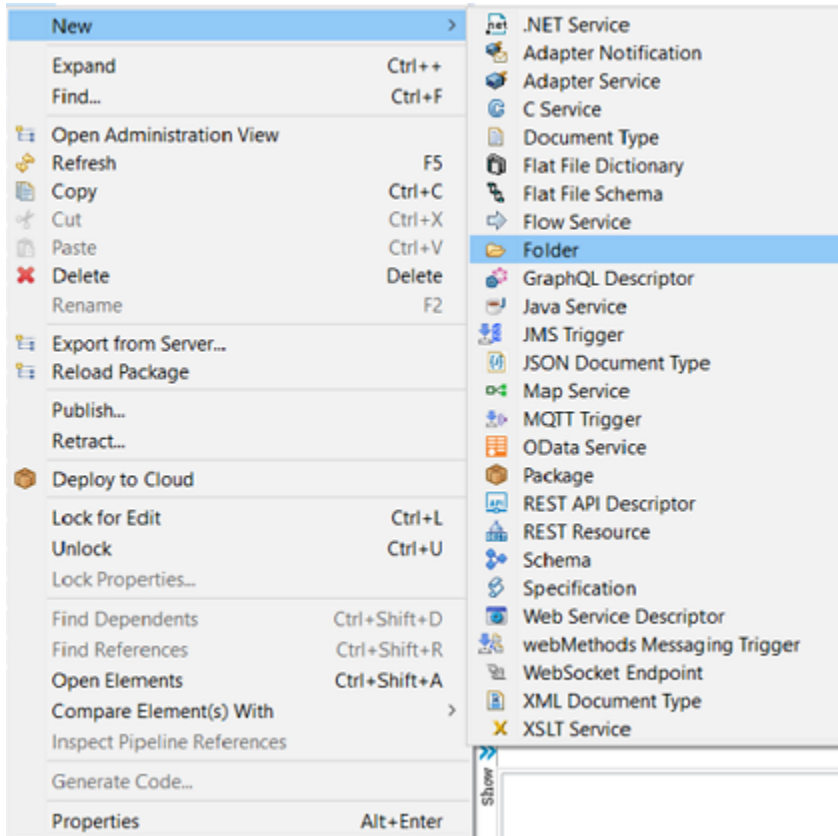 New
Expand Ctrl++
Find... Ctrl+F
Open Administration View
Refresh F5
Copy Ctrl+C
Cut Ctrl+X
Paste Ctrl+V
Delete Delete
Rename F2
Export from Server...
Reload Package
Publish...
Retract...
Deploy to Cloud
Lock for Edit Ctrl+L
Unlock Ctrl+U
Lock Properties...
Find Dependents Ctrl+Shift+D
Find References Ctrl+Shift+R
Open Elements Ctrl+Shift+A
Compare Element(s) With
Inspect Pipeline References
Generate Code...
Properties Alt+Enter
.NET Service
Adapter Notification
Adapter Service
C Service
Document Type
Flat File Dictionary
Flat File Schema
Flow Service
Folder
GraphQL Descriptor
Java Service
JMS Trigger
JSON Document Type
Map Service
MQTT Trigger
OData Service
Package
REST API Descriptor
REST Resource
Schema
Specification
Web Service Descriptor
webMethods Messaging Trigger
WebSocket Endpoint
XML Document Type
XSLT Service
Show